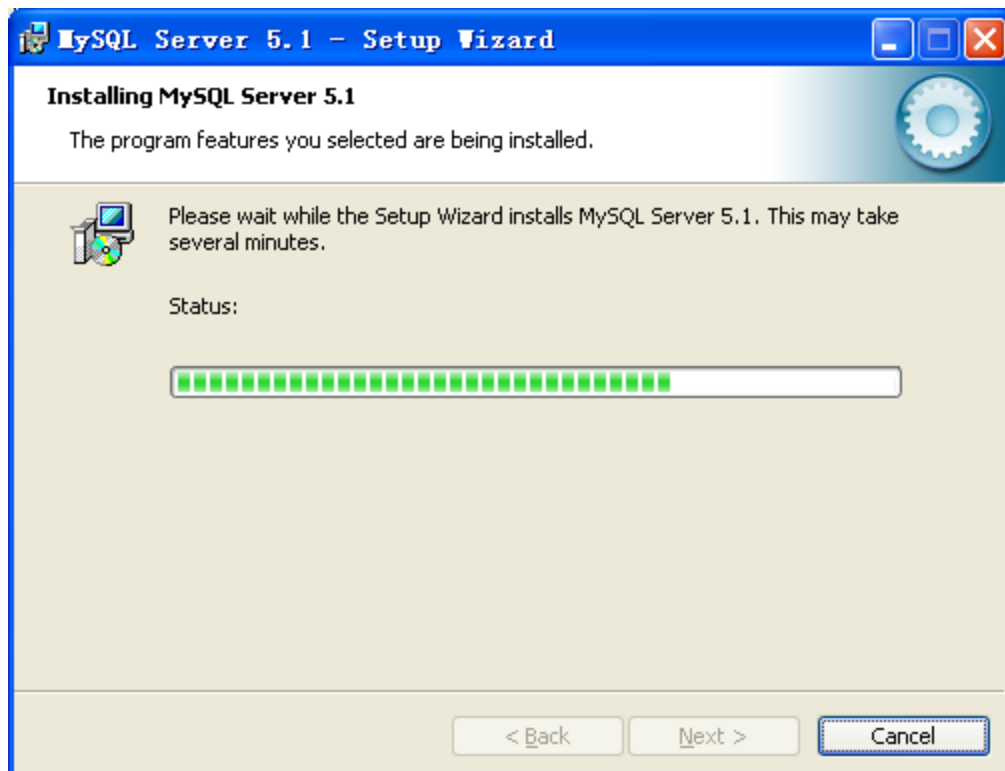 MySQL Server 5.1 - Setup Wizard
Installing MySQL Server 5.1
The program features you selected are being installed.
Please wait while the Setup Wizard installs MySQL Server 5.1. This may take
several minutes.
Status:
< Back Next > Cancel